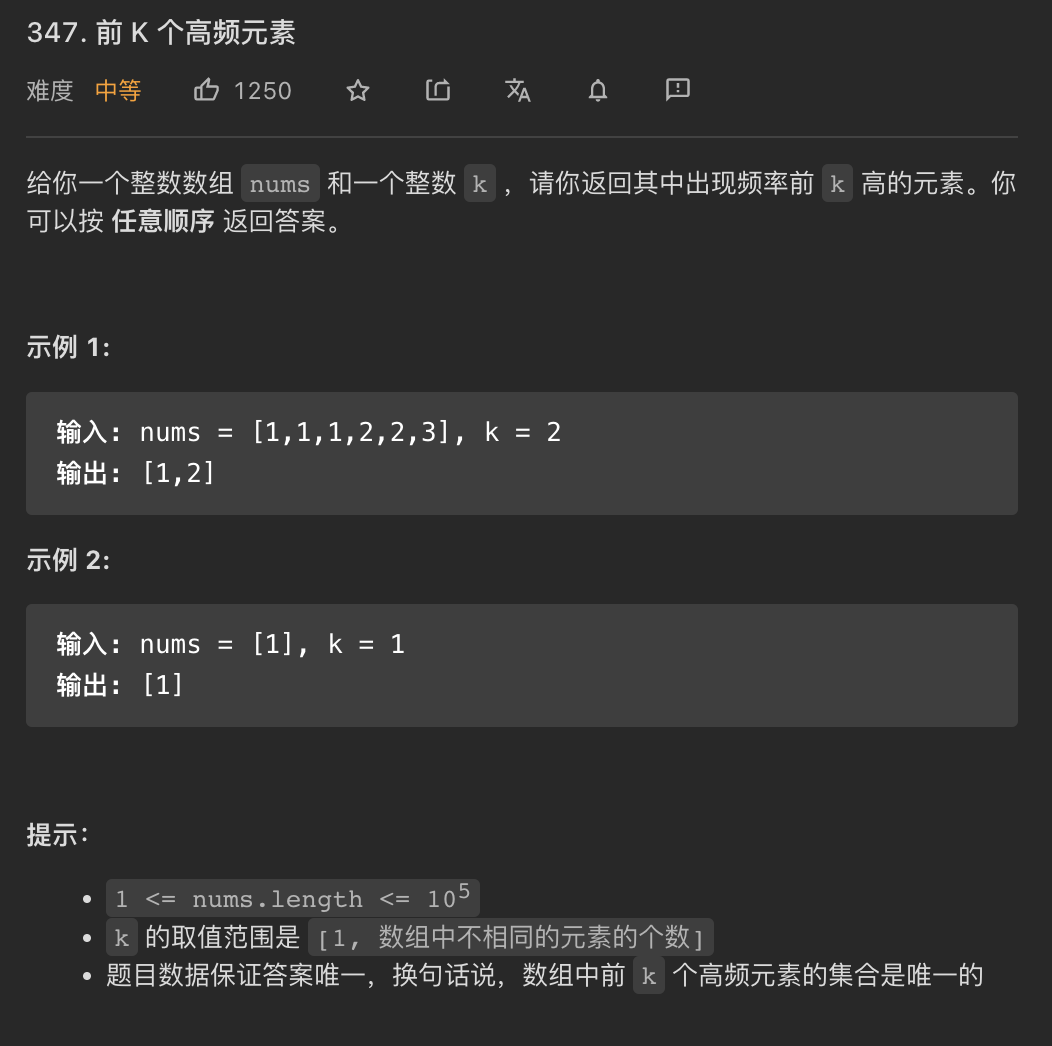 347. 前 K 个高频元素
难度 中等 1250
给你一个整数数组 nums 和一个整数 k ，请你返回其中出现频率前 k 高的元素。你
可以按 任意顺序 返回答案。
示例 1:
输入: nums = [1,1,1,2,2,3], k = 2
输出: [1,2]
示例 2:
输入: nums = [1], k = 1
输出: [1]
提示：
1 <= nums.length <= 10⁵
k 的取值范围是 [1, 数组中不相同的元素的个数]
题目数据保证答案唯一，换句话说，数组中前 k 个高频元素的集合是唯一的